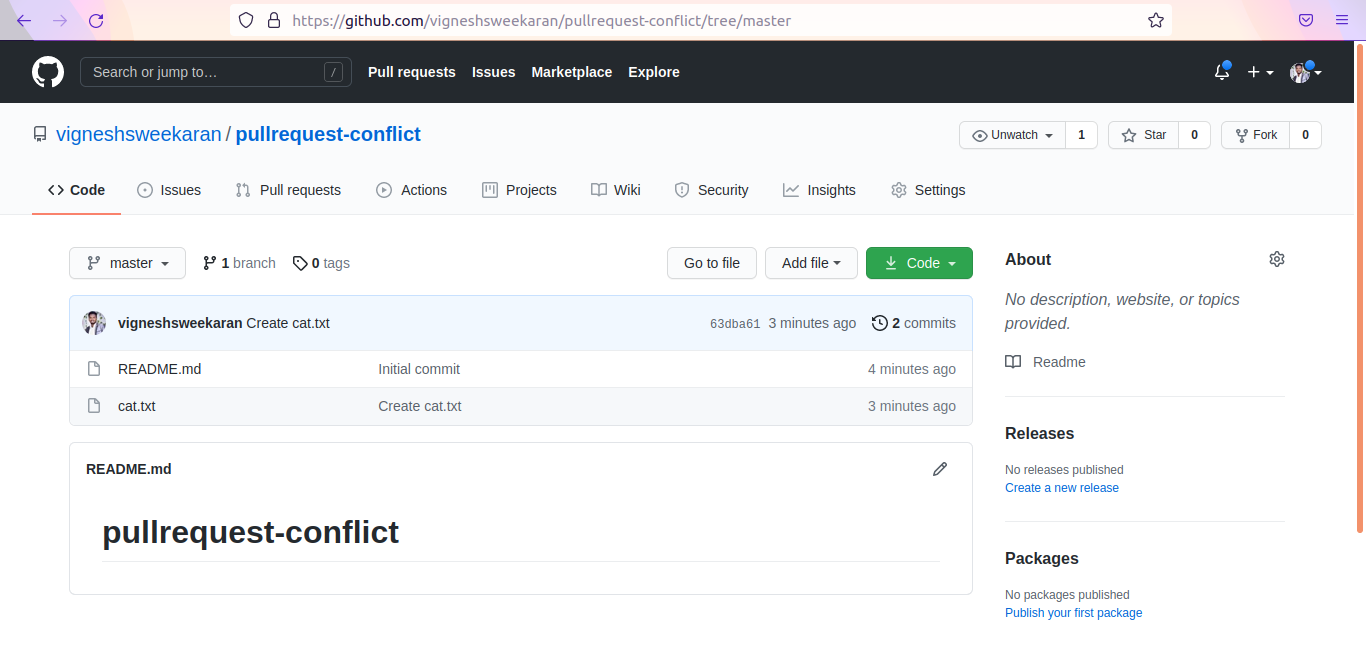 https://github.com/vigneshsweekaran/pullrequest-conflict/tree/master
Search or jump to… / Pull requests Issues Marketplace Explore
vigneshsweekaran / pullrequest-conflict Unwatch 1 Star 0 Fork 0
Code Issues Pull requests Actions Projects Wiki Security Insights Settings
master 1 branch 0 tags Go to file Add file Code
vigneshsweekaran Create cat.txt 63dba61 3 minutes ago 2 commits
README.md Initial commit 4 minutes ago
cat.txt Create cat.txt 3 minutes ago
README.md
pullrequest-conflict
About
No description, website, or topics
provided.
Readme
Releases
No releases published
Create a new release
Packages
No packages published
Publish your first package